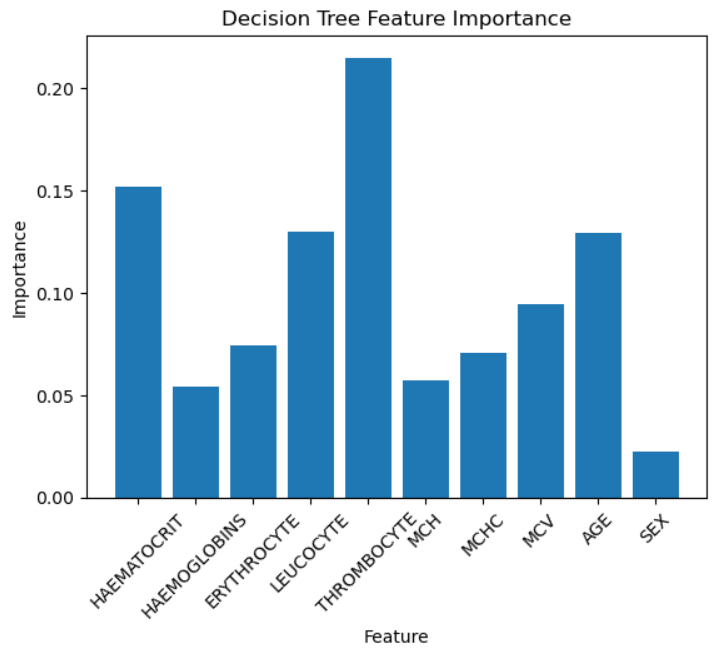 Decision Tree Feature Importance
Importance
0.20
0.15
0.10
0.05
0.00
HAEMATOCRIT
HAEMOGLOBINS
ERYTHROCYTE
LEUCOCYTE
THROMBOCYTE
MCH
MCHC
MCV
AGE
SEX
Feature